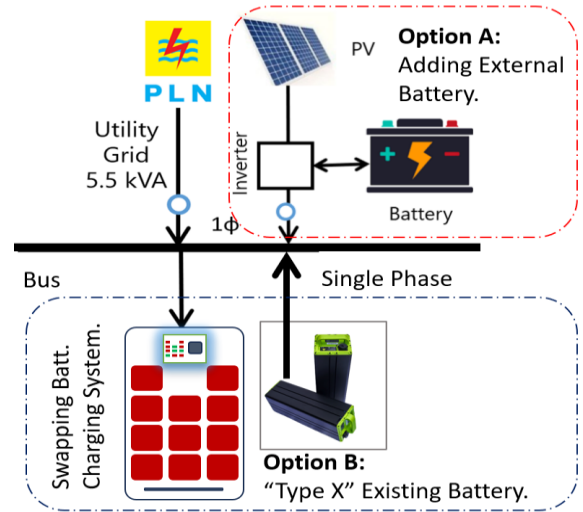 PLN
Utility
Grid
5.5 kVA
PV
Option A:
Adding External
Battery.
Inverter
+
−
Battery
1ϕ
Bus
Single Phase
Swapping Batt.
Charging System.
Option B:
“Type X” Existing Battery.